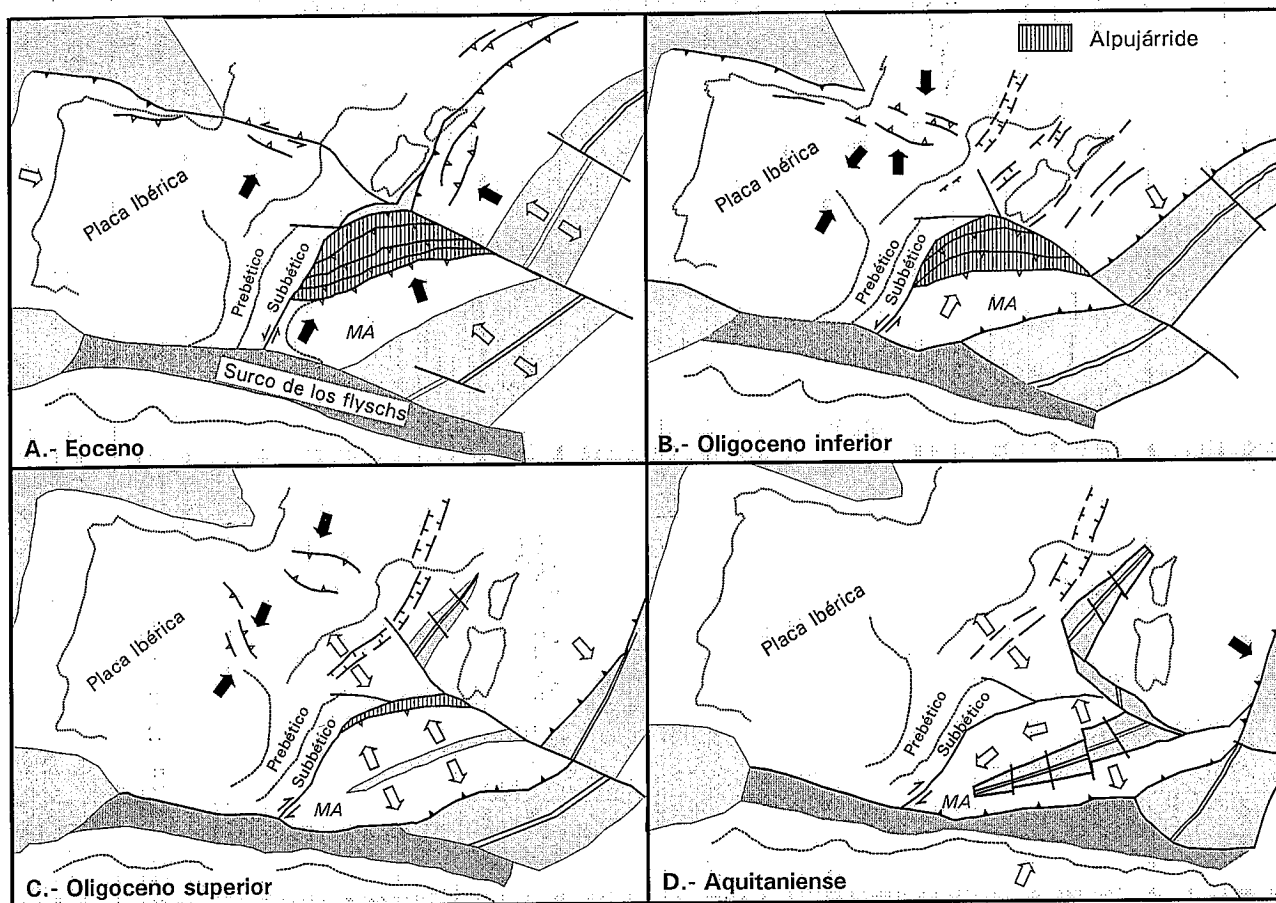 Placa Ibérica
Prebético
Subbético
MA
Surco de los flyschs
A.- Eoceno
Alpujárride
Placa Ibérica
Prebético
Subbético
MA
B.- Oligoceno inferior
Placa Ibérica
Prebético
Subbético
MA
C.- Oligoceno superior
Placa Ibérica
Prebético
Subbético
MA
D.- Aquitaniense